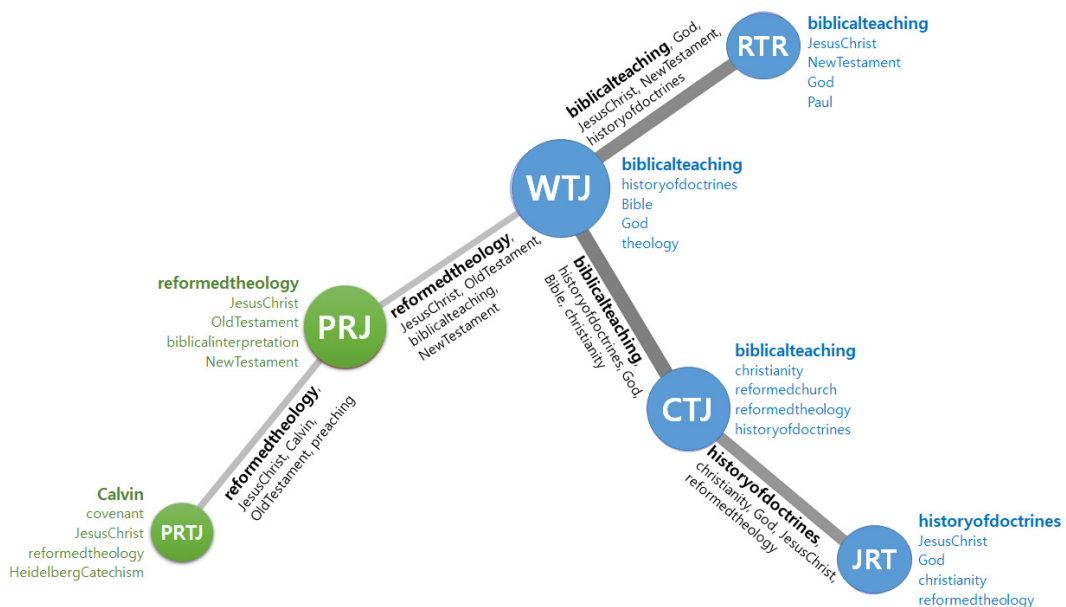 RTR
biblicalteaching
JesusChrist
NewTestament
God
Paul
biblicalteaching, God,
JesusChrist, NewTestament,
historyofdoctrines
WTJ
biblicalteaching
historyofdoctrines
Bible
God
theology
reformedtheology,
JesusChrist, OldTestament,
biblicalteaching,
NewTestament
biblicalteaching,
historyofdoctrines, God,
Bible, christianity
reformedtheology
JesusChrist
OldTestament
biblicalinterpretation
NewTestament
PRJ
CTJ
biblicalteaching
christianity
reformedchurch
reformedtheology
historyofdoctrines
reformedtheology,
JesusChrist, Calvin,
OldTestament, preaching
historyofdoctrines,
christianity, God, JesusChrist,
reformedtheology
Calvin
covenant
JesusChrist
reformedtheology
HeidelbergCatechism
PRTJ
JRT
historyofdoctrines
JesusChrist
God
christianity
reformedtheology